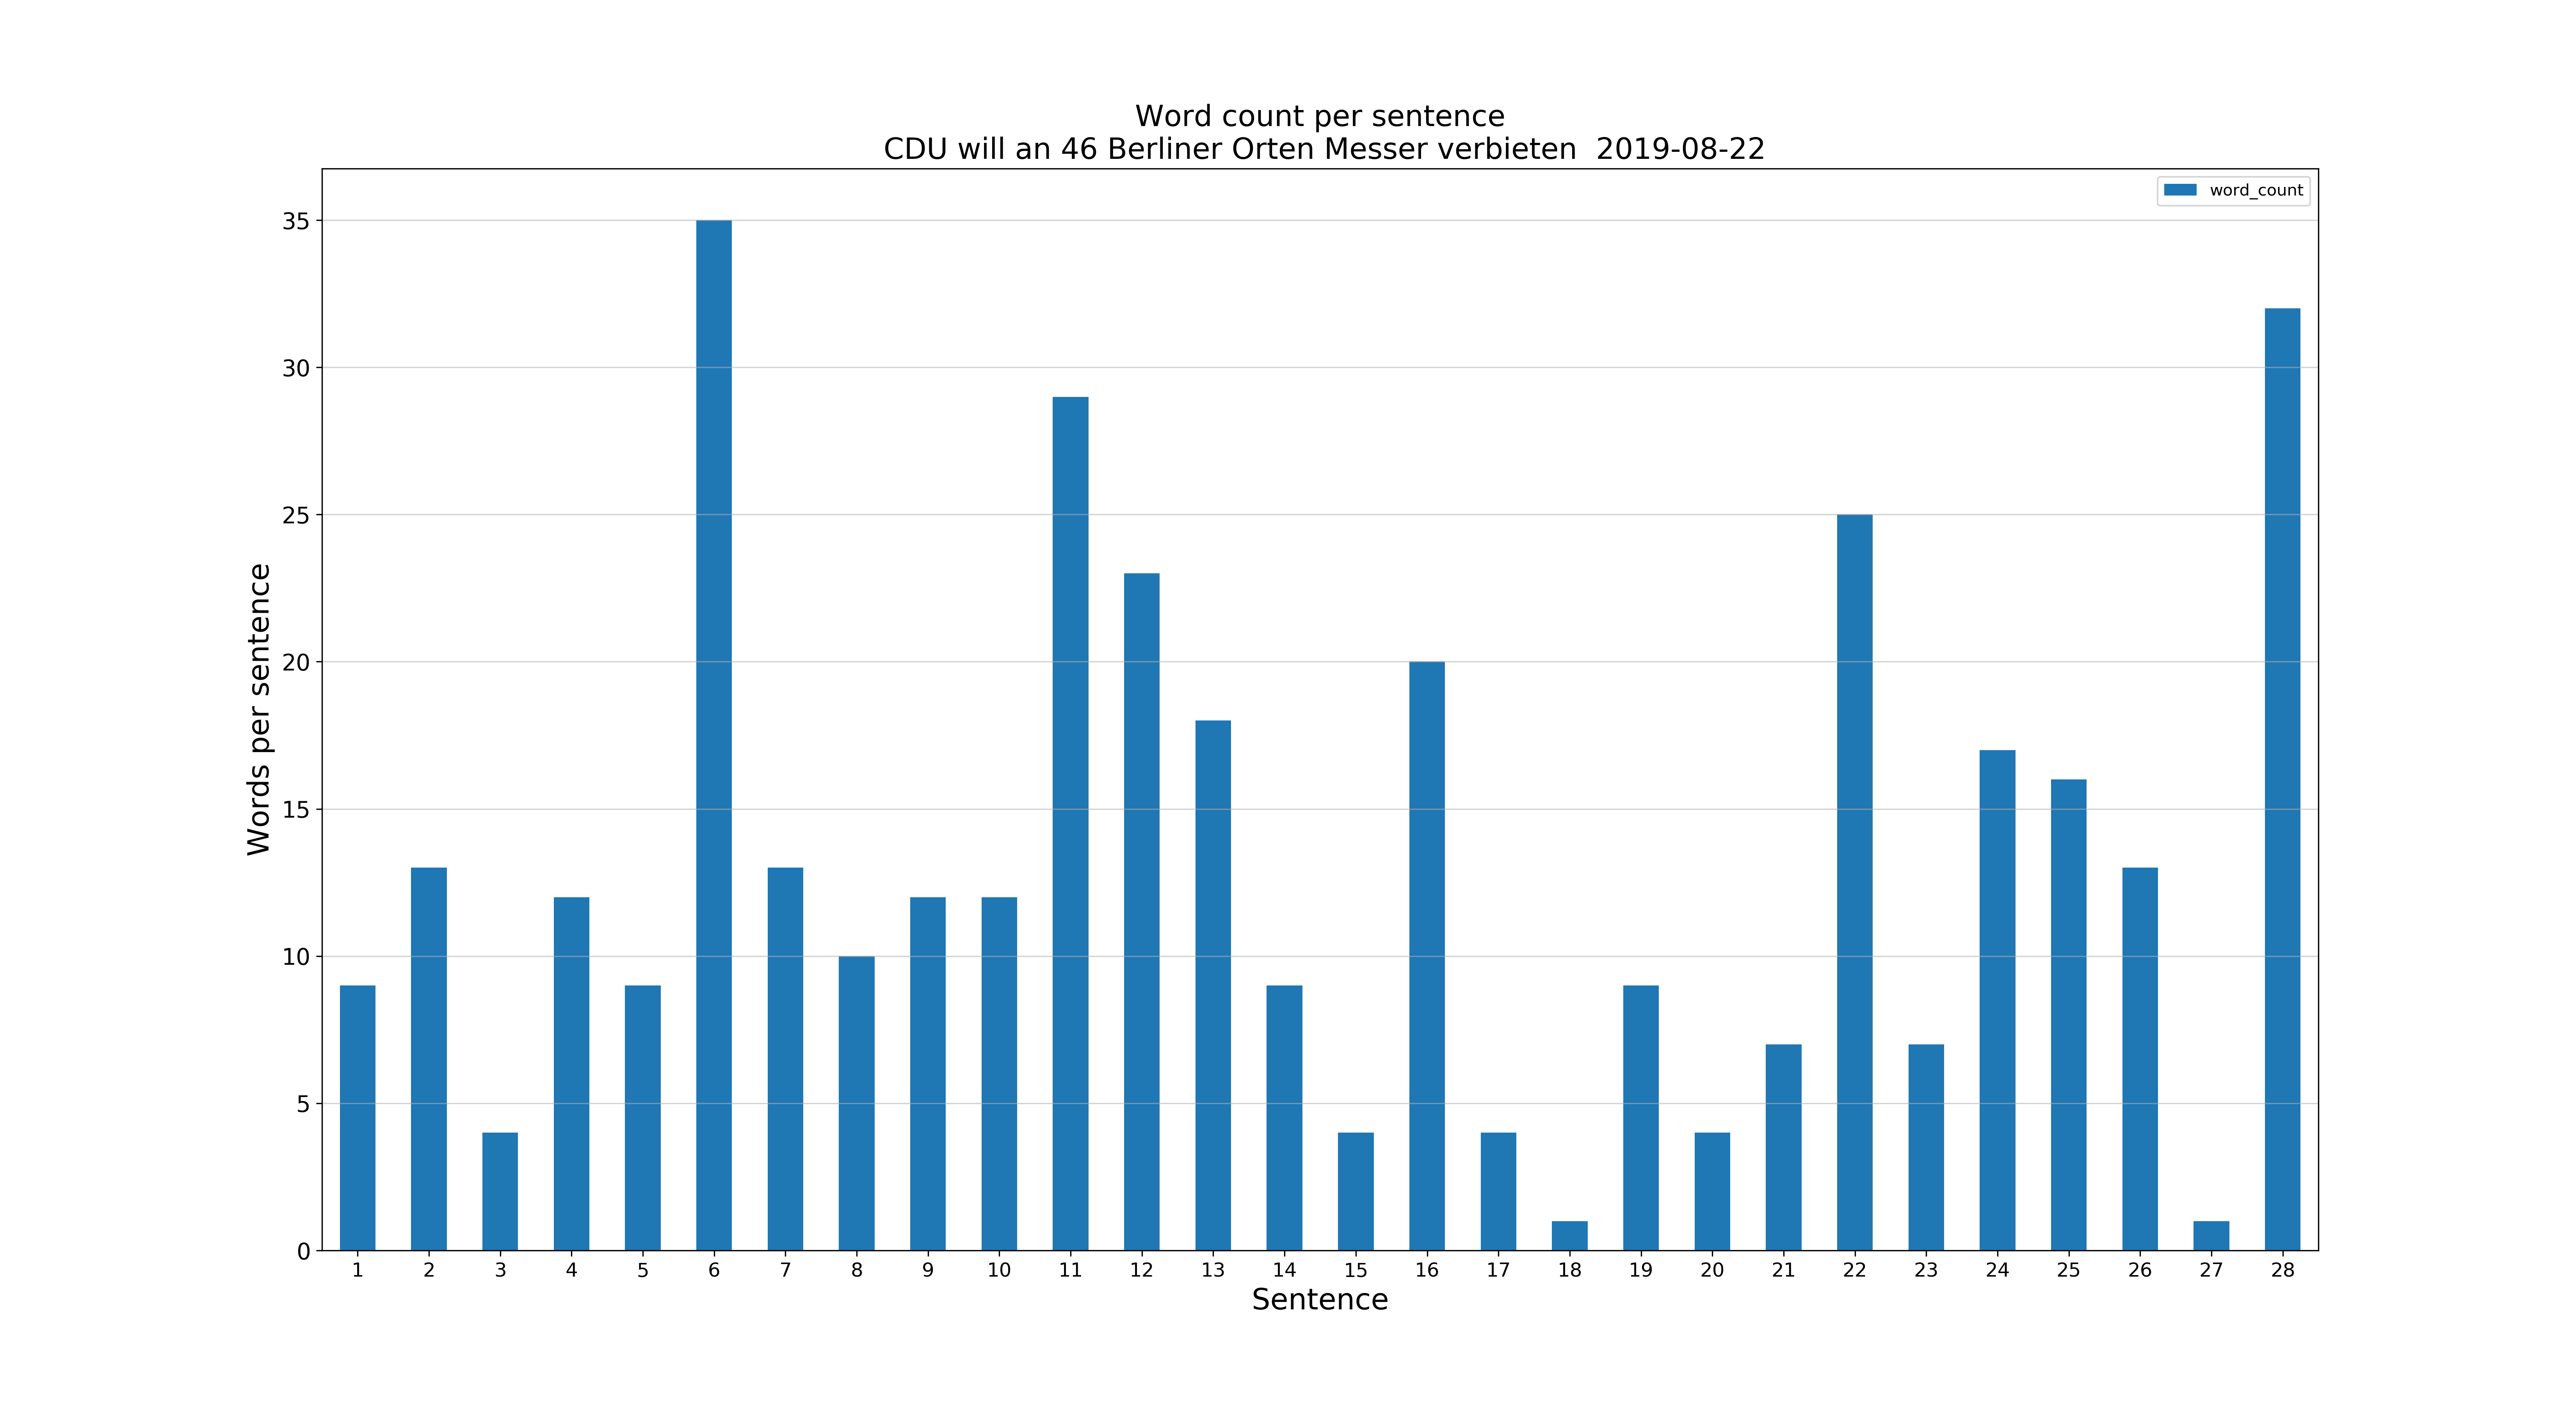 Word count per sentence
CDU will an 46 Berliner Orten Messer verbieten  2019-08-22
word_count
35
30
25
20
15
10
5
0
Words per sentence
1 2 3 4 5 6 7 8 9 10 11 12 13 14 15 16 17 18 19 20 21 22 23 24 25 26 27 28
Sentence